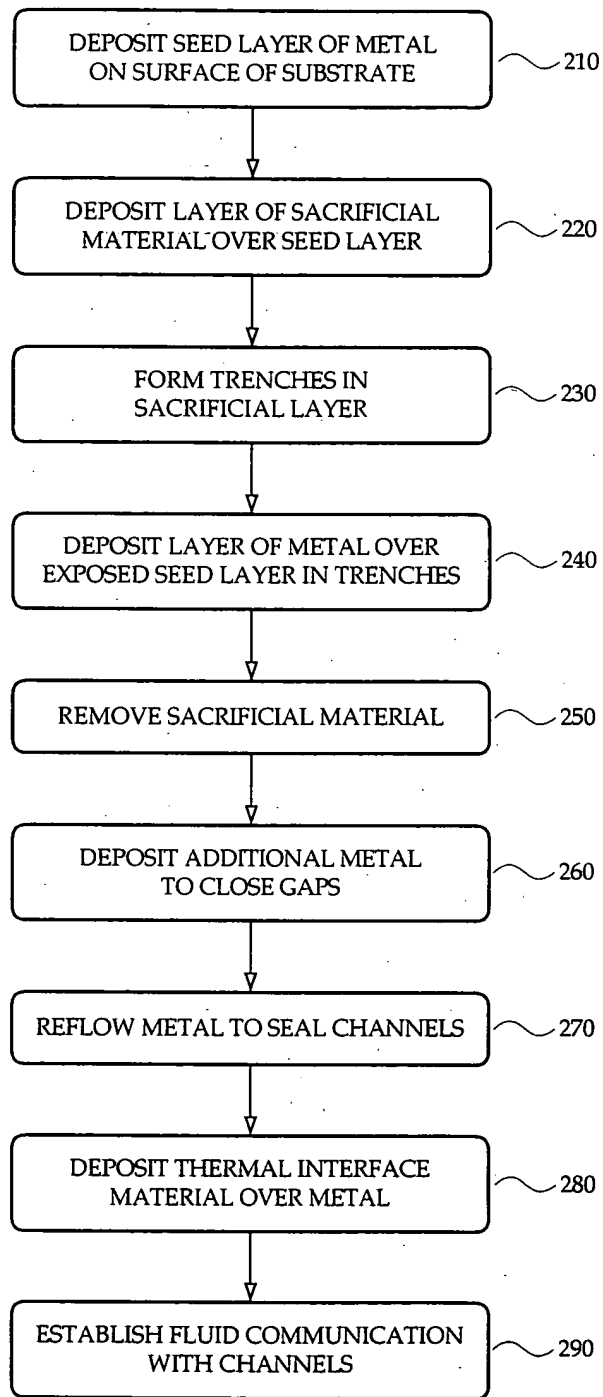 DEPOSIT SEED LAYER OF METAL
ON SURFACE OF SUBSTRATE
210
DEPOSIT LAYER OF SACRIFICIAL
MATERIAL OVER SEED LAYER
220
FORM TRENCHES IN
SACRIFICIAL LAYER
230
DEPOSIT LAYER OF METAL OVER
EXPOSED SEED LAYER IN TRENCHES
240
REMOVE SACRIFICIAL MATERIAL
250
DEPOSIT ADDITIONAL METAL
TO CLOSE GAPS
260
REFLOW METAL TO SEAL CHANNELS
270
DEPOSIT THERMAL INTERFACE
MATERIAL OVER METAL
280
ESTABLISH FLUID COMMUNICATION
WITH CHANNELS
290